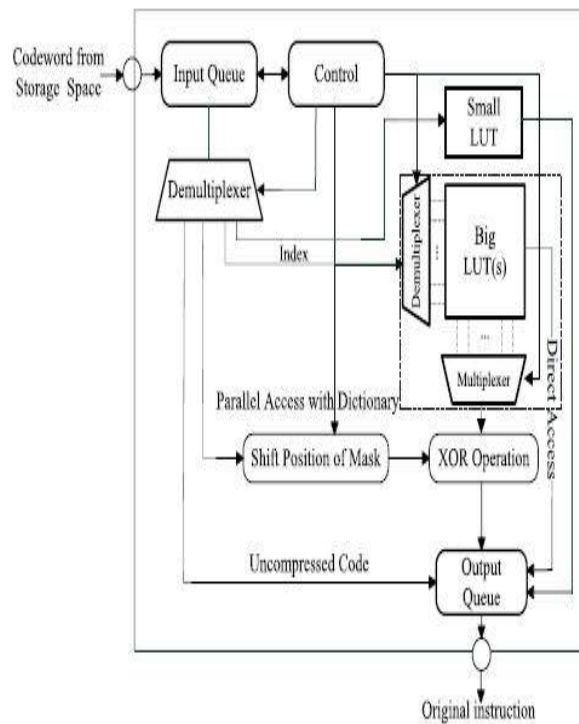 Codeword from
Storage Space
Input Queue
Control
Small
LUT
Demultiplexer
Demultiplexer
Big
LUT(s)
...
Index
...
Multiplexer
Direct Access
Parallel Access with Dictionary
Shift Position of Mask
XOR Operation
Uncompressed Code
Output
Queue
Original instruction